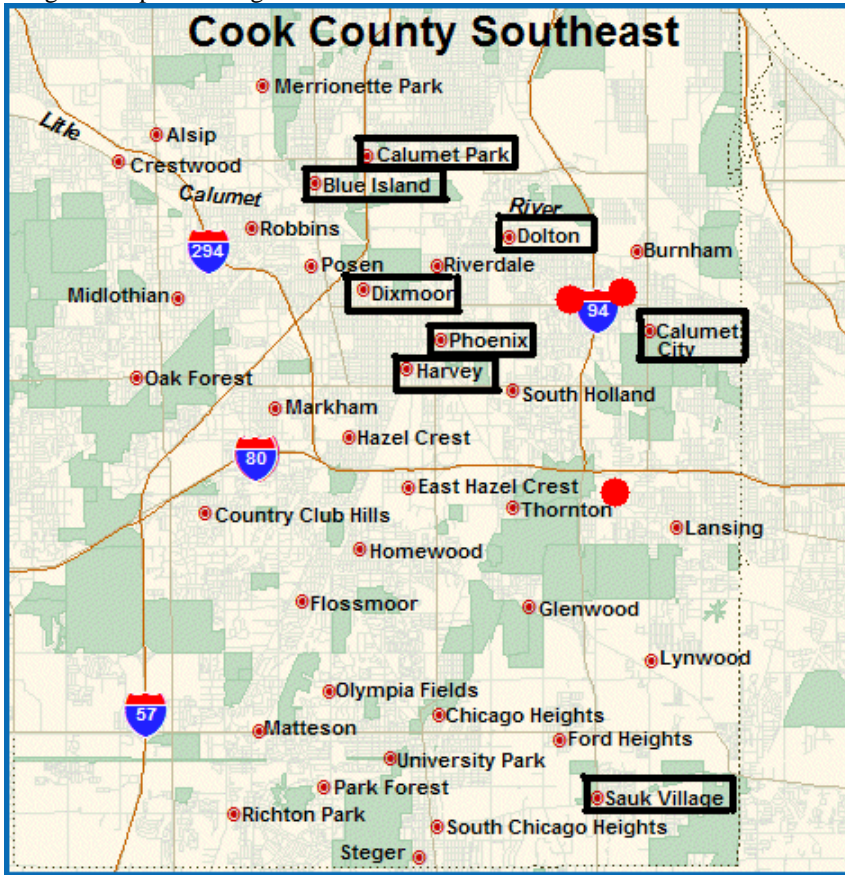 Cook County Southeast
Merrionette Park
Little
Alsip
Calumet Park
Crestwood
Blue Island
Calumet
River
Robbins
Dolton
Burnham
294
Posen
Riverdale
Midlothian
Dixmoor
94
Phoenix
Calumet
City
Harvey
Oak Forest
South Holland
Markham
Hazel Crest
80
East Hazel Crest
Thornton
Country Club Hills
Lansing
Homewood
Flossmoor
Glenwood
Lynwood
Olympia Fields
57
Chicago Heights
Matteson
Ford Heights
University Park
Park Forest
Sauk Village
Richton Park
South Chicago Heights
Steger